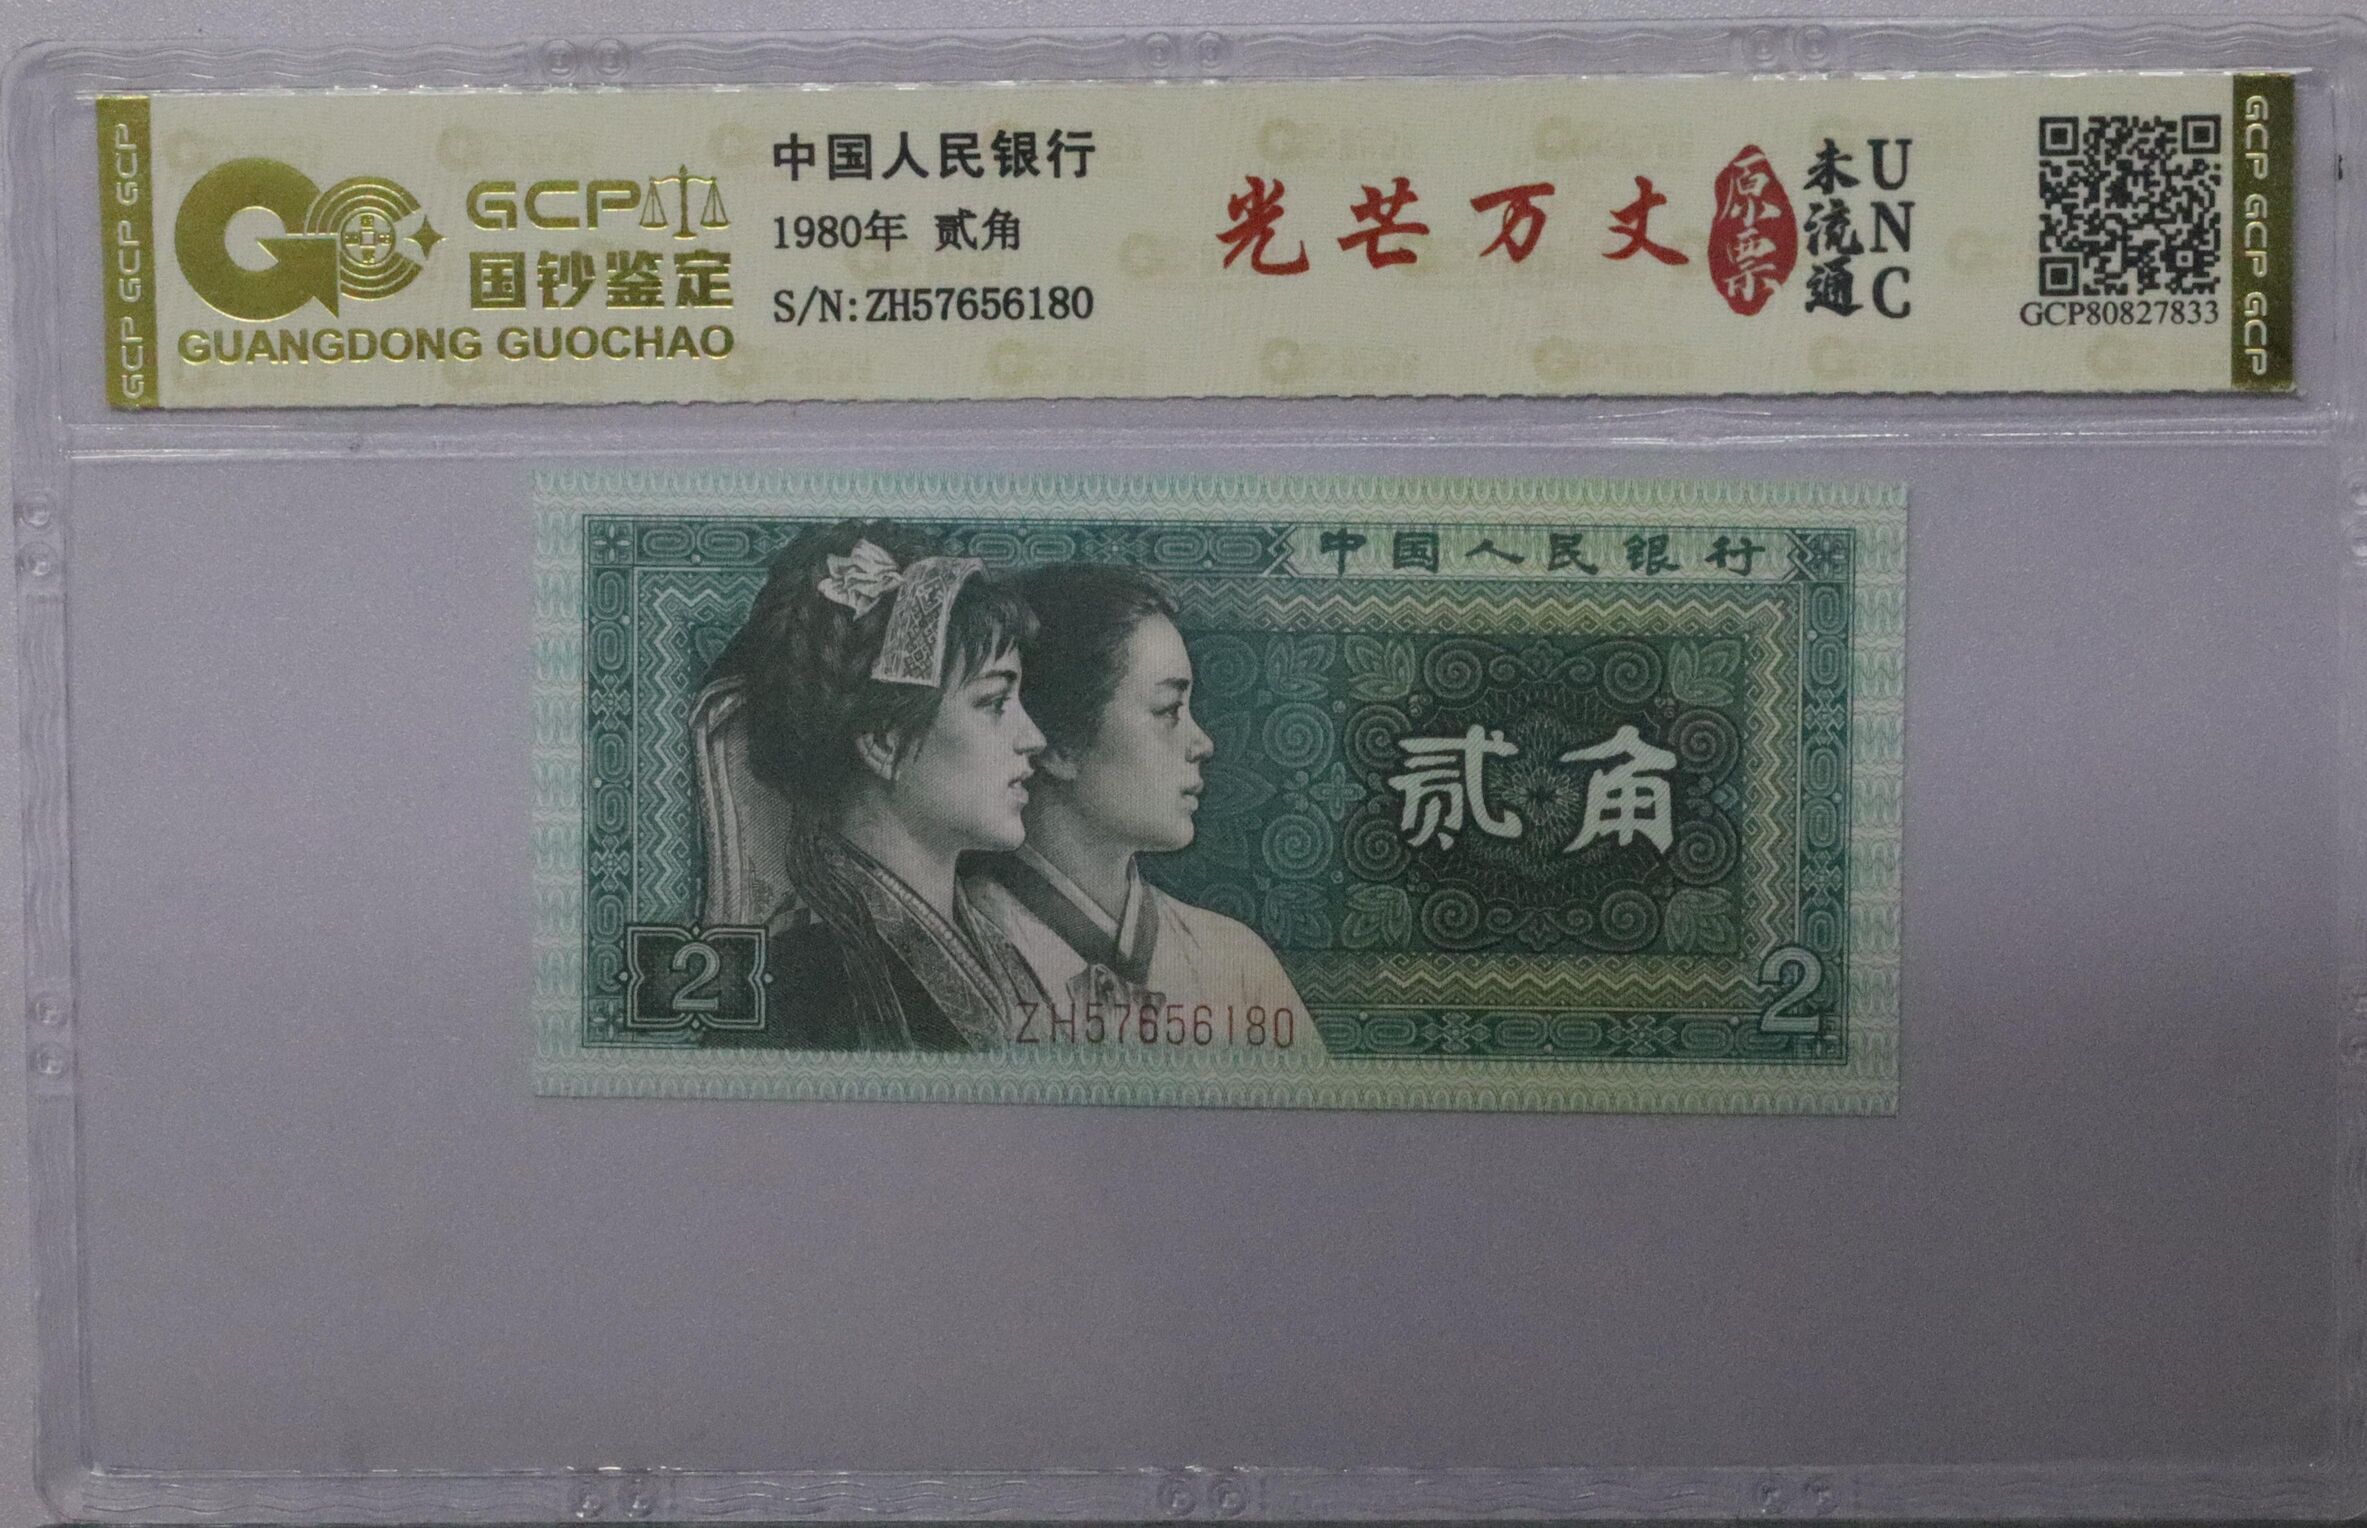 GCP GCP GCP GCP
GCP
国钞鉴定
GUANGDONG GUOCHAO
中国人民银行
1980年 贰角
S/N:ZH57656180
光芒万丈
原票
未流通
UNC
GCP80827833
GCP GCP GCP GCP
中国人民银行
贰角
2
2
ZH57656180